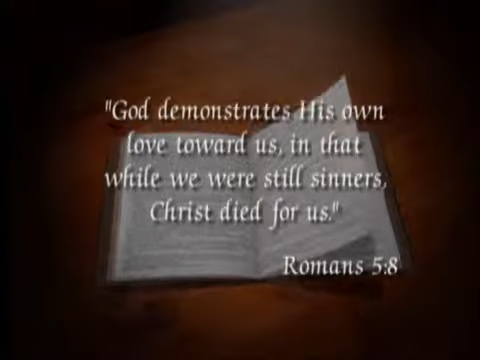 "God demonstrates His own
love toward us, in that
while we were still sinners,
Christ died for us."
Romans 5:8